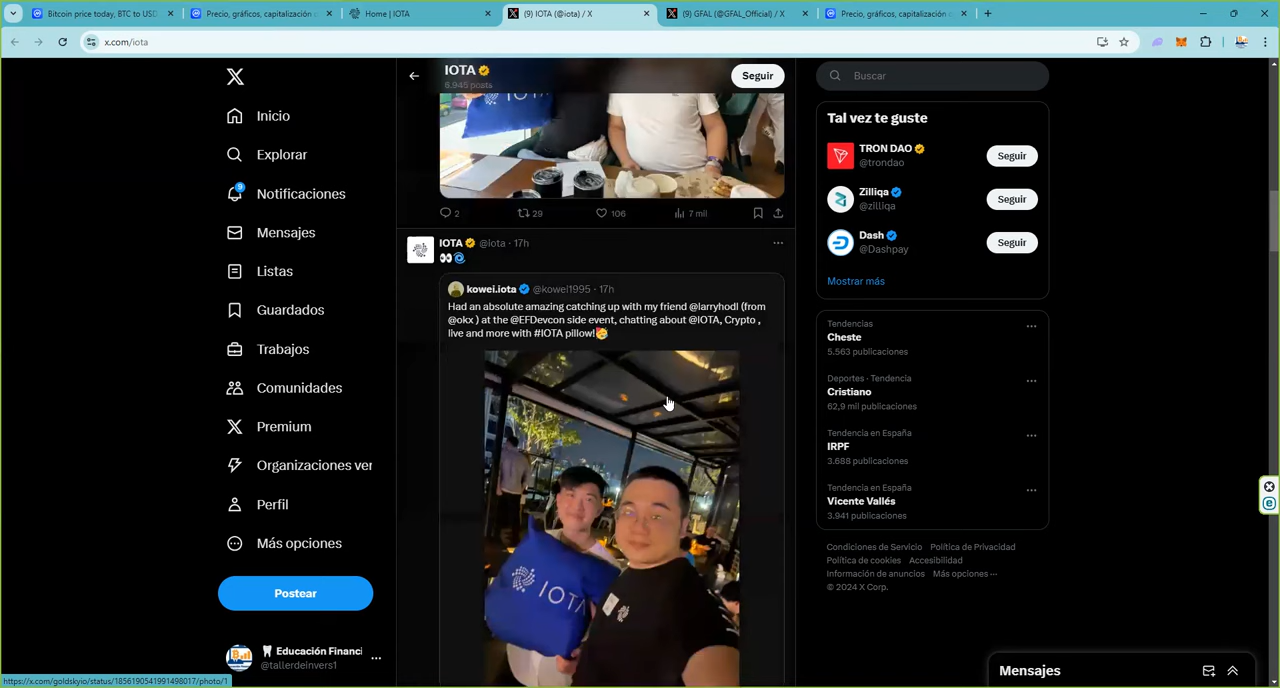 Bitcoin price today, BTC to USD
Precio, gráficos, capitalización
Home | IOTA
(9) IOTA (@iota) / X
(9) GFAL (@GFAL_Official) / X
Precio, gráficos, capitalización
x.com/iota
Inicio
Explorar
9
Notificaciones
Mensajes
Listas
Guardados
Trabajos
Comunidades
Premium
Organizaciones ver
Perfil
Más opciones
Postear
Educación Financi
@tallerdeinvers1
https://x.com/goldskyio/status/1856190541991498017/photo/1
IOTA
6.945 posts
Seguir
IOTA
2
29
106
7 mil
IOTA @iota · 17h
👀🌀
kowei.iota @kowei1995 · 17h
Had an absolute amazing catching up with my friend @larryhodl (from
@okx ) at the @EFDevcon side event, chatting about @IOTA, Crypto ,
live and more with #IOTA pillow!🥳
IOTA
Buscar
Tal vez te guste
TRON DAO
@trondao
Seguir
Zilliqa
@zilliqa
Seguir
Dash
@Dashpay
Seguir
Mostrar más
Tendencias
Cheste
5.563 publicaciones
Deportes · Tendencia
Cristiano
62,9 mil publicaciones
Tendencia en España
IRPF
3.688 publicaciones
Tendencia en España
Vicente Vallés
3.941 publicaciones
Condiciones de Servicio Política de Privacidad
Política de cookies Accesibilidad
Información de anuncios Más opciones ···
© 2024 X Corp.
Mensajes